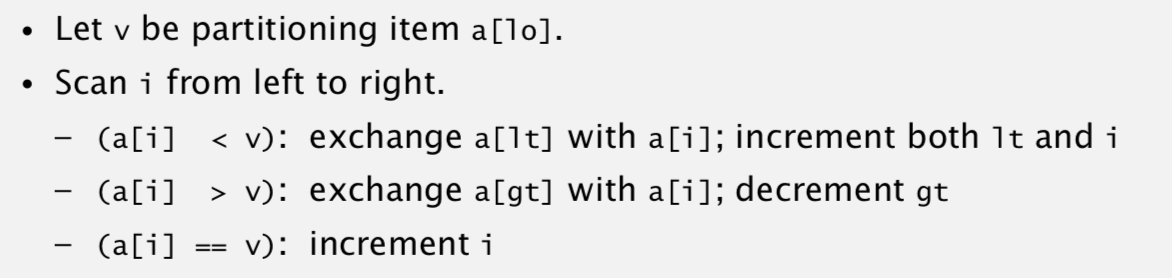 • Let v be partitioning item a[lo].
• Scan i from left to right.
– (a[i] < v): exchange a[lt] with a[i]; increment both lt and i
– (a[i] > v): exchange a[gt] with a[i]; decrement gt
– (a[i] == v): increment i